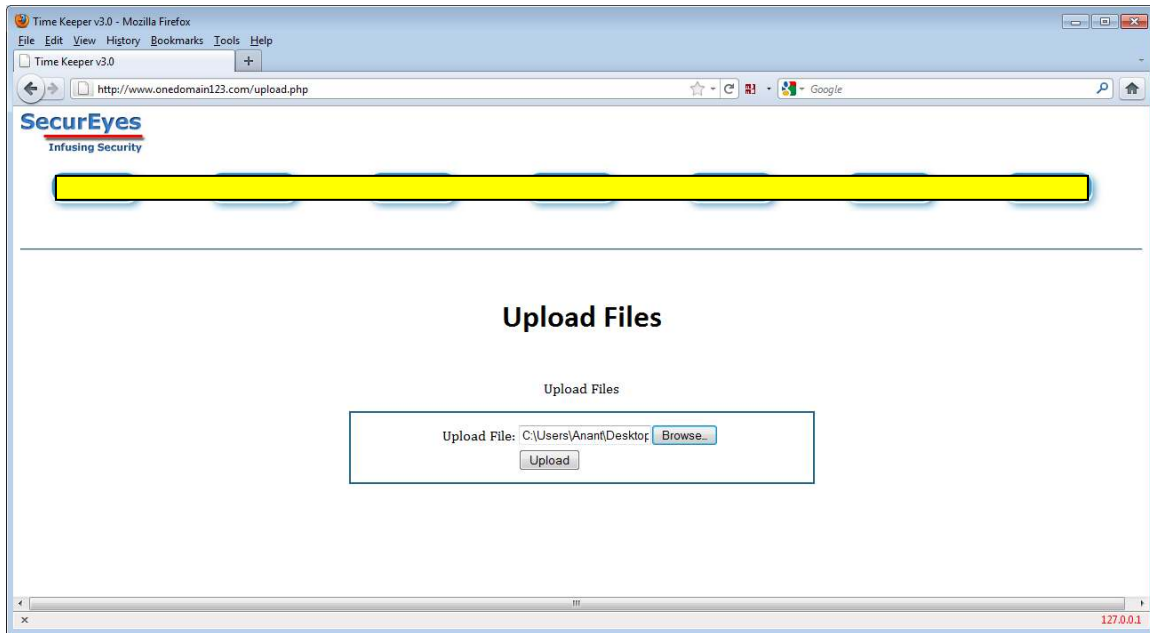 Time Keeper v3.0 - Mozilla Firefox
File Edit View History Bookmarks Tools Help
Time Keeper v3.0
http://www.onedomain123.com/upload.php
Google
SecurEyes
Infusing Security
Upload Files
Upload Files
Upload File: C:\Users\Anant\Desktop Browse..
Upload
127.0.0.1